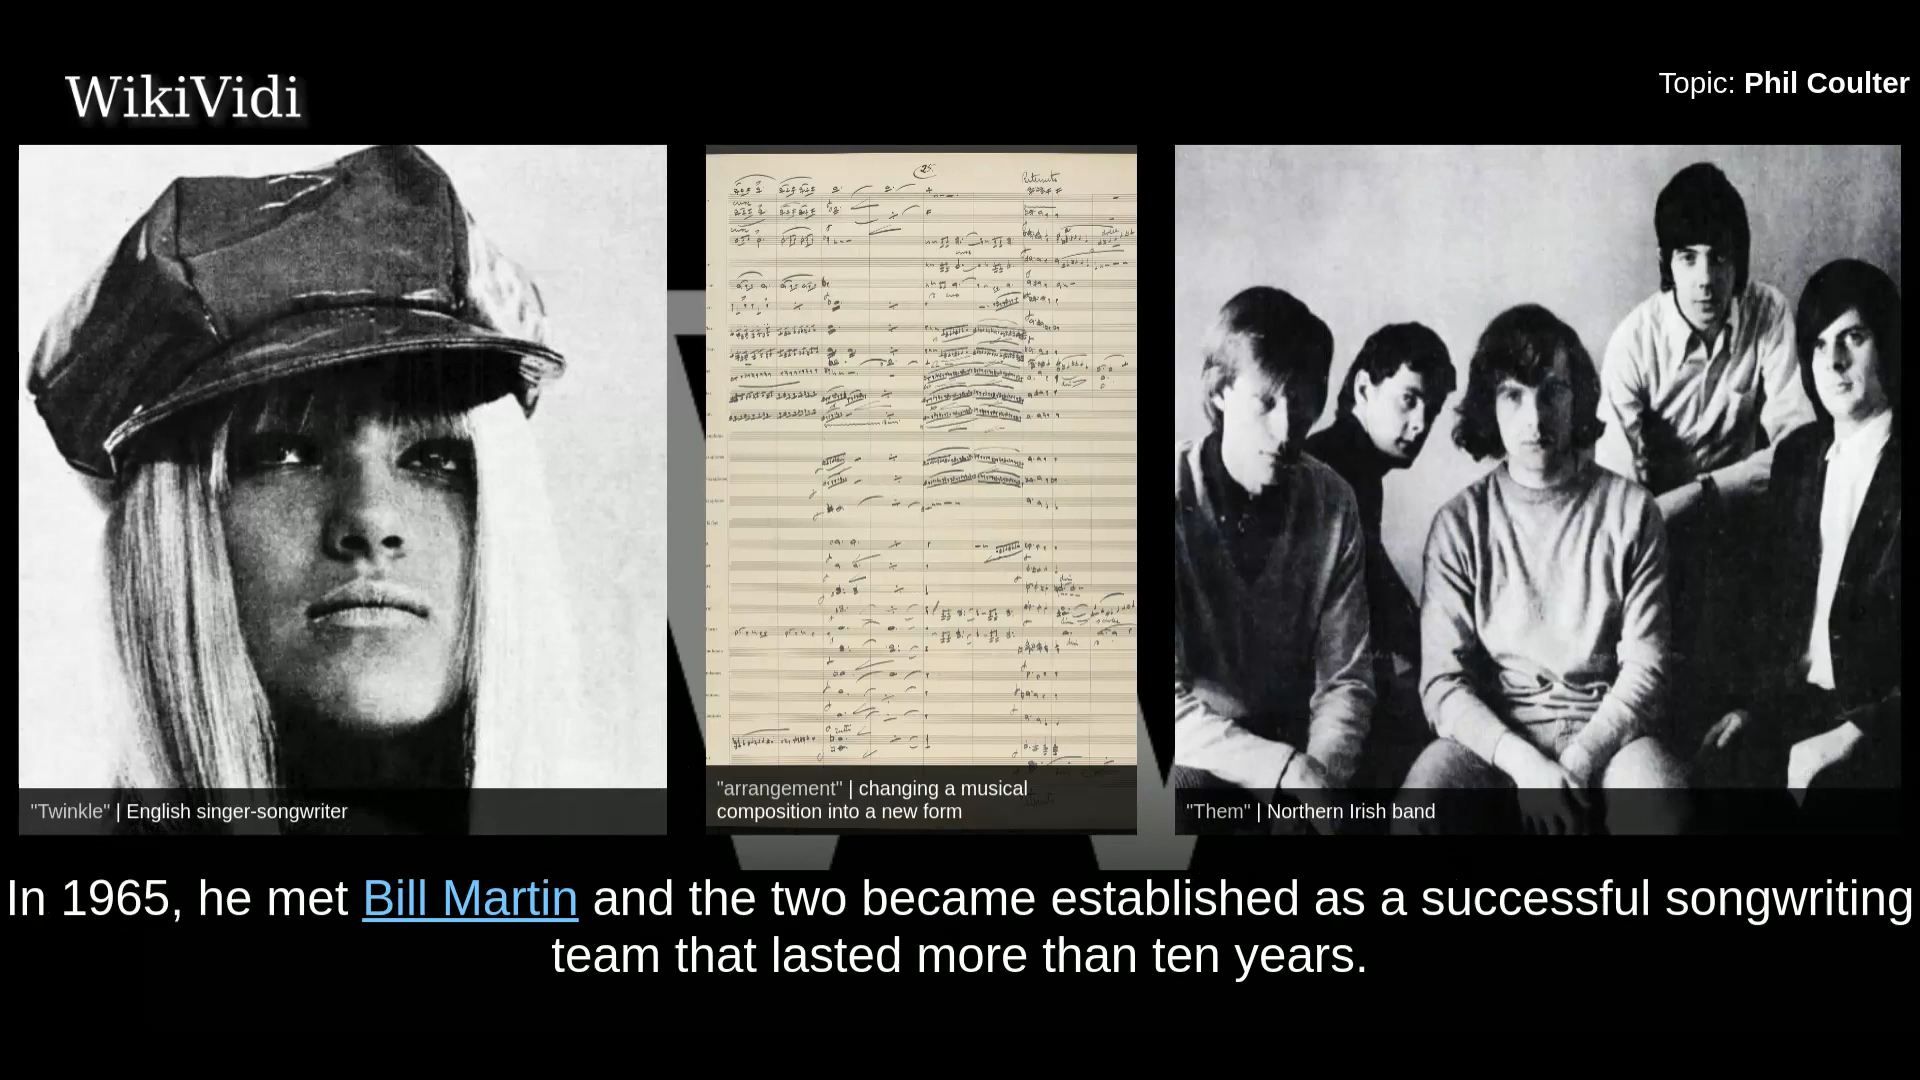 WikiVidi
Topic: Phil Coulter
25.
"Twinkle" | English singer-songwriter
"arrangement" | changing a musical
composition into a new form
"Them" | Northern Irish band
In 1965, he met Bill Martin and the two became established as a successful songwriting
team that lasted more than ten years.